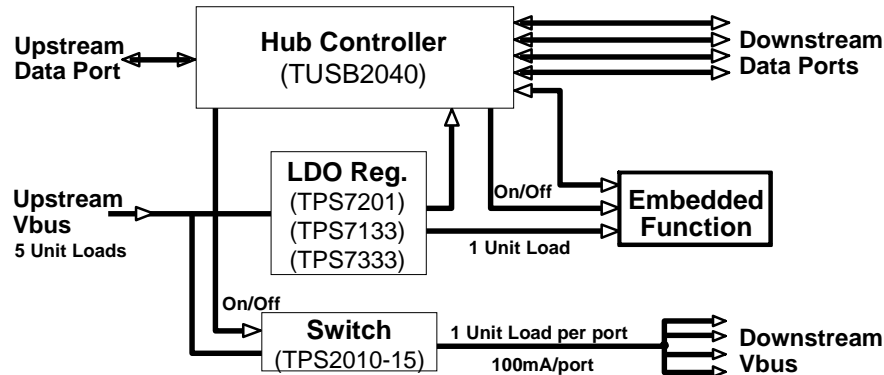 Upstream
Data Port
Hub Controller
(TUSB2040)
Downstream
Data Ports
LDO Reg.
(TPS7201)
(TPS7133)
(TPS7333)
On/Off
Embedded
Function
Upstream
Vbus
5 Unit Loads
1 Unit Load
On/Off
Switch
(TPS2010-15)
1 Unit Load per port
100mA/port
Downstream
Vbus